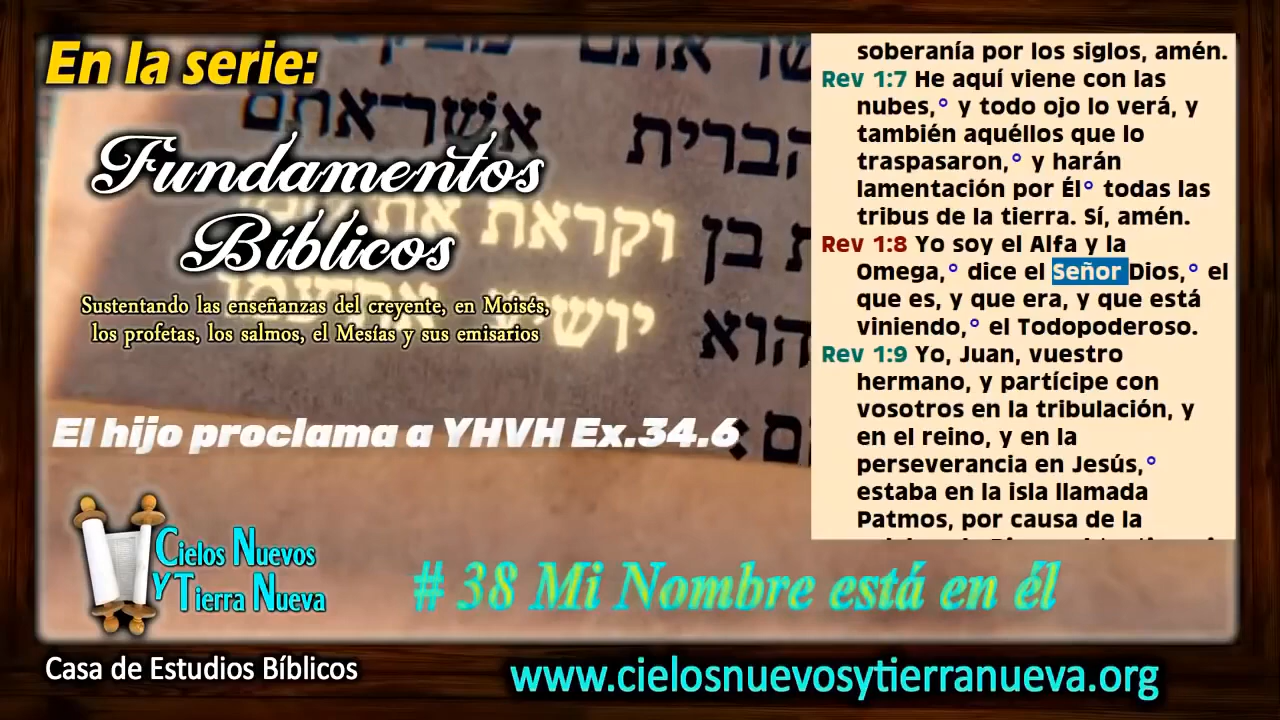 En la serie:
Fundamentos
Bíblicos
Sustentando las enseñanzas del creyente, en Moisés,
los profetas, los salmos, el Mesías y sus emisarios
אשר־אתם
הברית
וקראת את
ת בן
יושיע
הוא
El hijo proclama a YHVH Ex.34.6
Cielos Nuevos
Y Tierra Nueva
# 38 Mi Nombre está en él
Casa de Estudios Bíblicos
www.cielosnuevosytierranueva.org
soberanía por los siglos, amén.
Rev 1:7 He aquí viene con las
nubes,° y todo ojo lo verá, y
también aquéllos que lo
traspasaron,° y harán
lamentación por Él° todas las
tribus de la tierra. Sí, amén.
Rev 1:8 Yo soy el Alfa y la
Omega,° dice el Señor Dios,° el
que es, y que era, y que está
viniendo,° el Todopoderoso.
Rev 1:9 Yo, Juan, vuestro
hermano, y partícipe con
vosotros en la tribulación, y
en el reino, y en la
perseverancia en Jesús,°
estaba en la isla llamada
Patmos, por causa de la